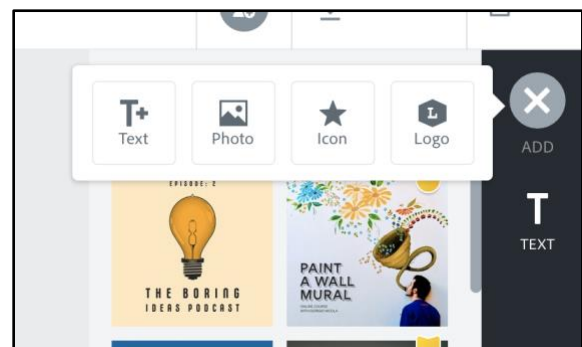 T+
Text
Photo
Icon
L
Logo
ADD
T
TEXT
EPISODE: 2
THE BORING
IDEAS PODCAST
PAINT
A WALL
MURAL